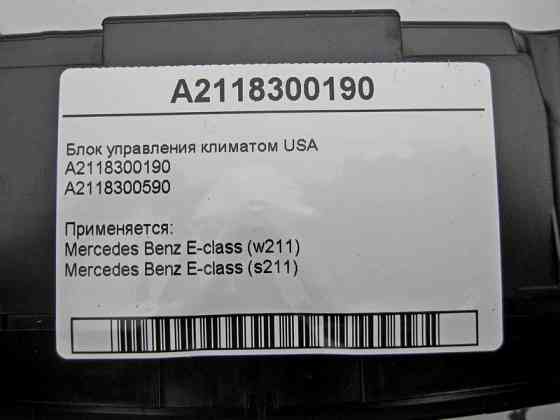 A2118300190
Блок управления климатом USA
A2118300190
A2118300590
Применяется:
Mercedes Benz E-class (w211)
Mercedes Benz E-class (s211)